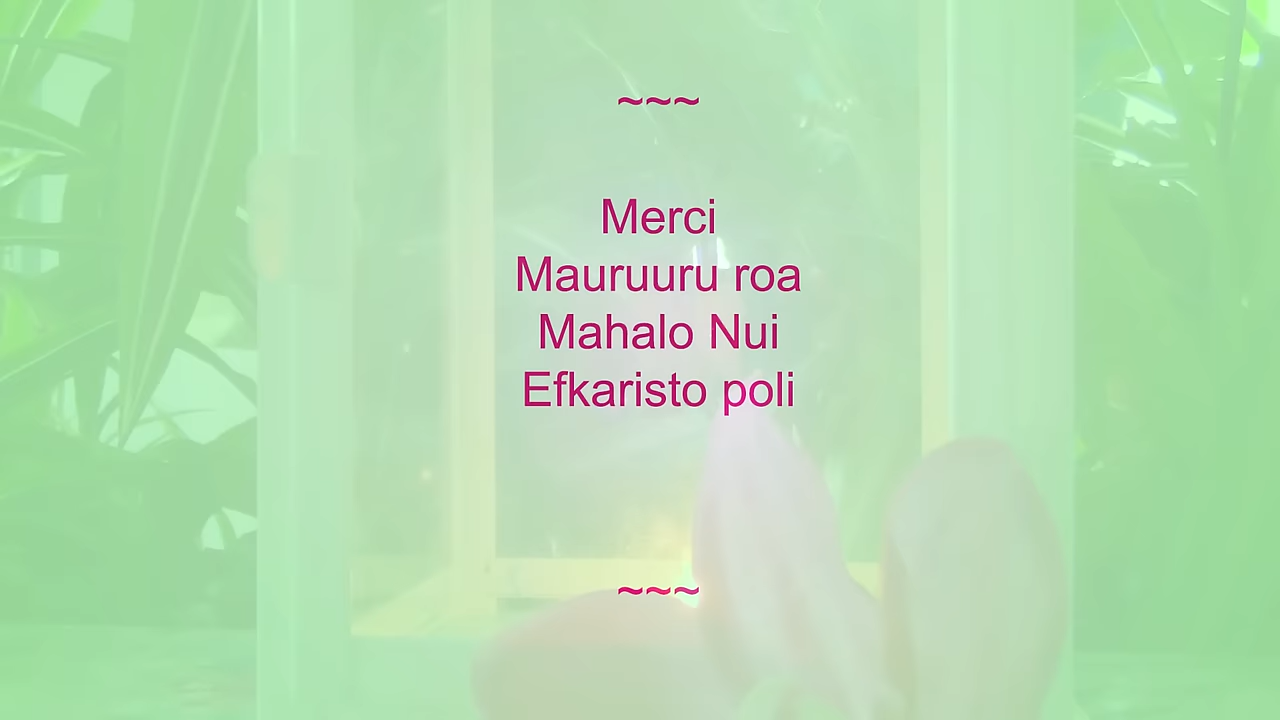 ~~~
Merci
Mauruuru roa
Mahalo Nui
Efkaristo poli
~~~